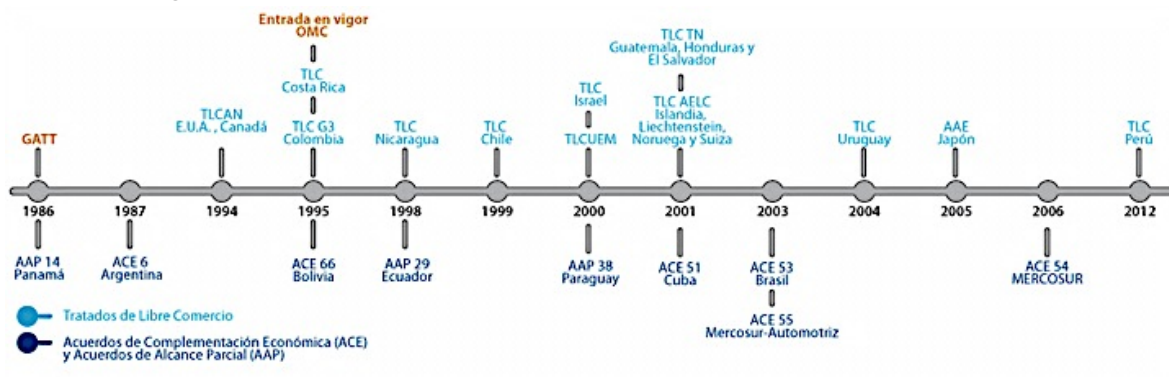 Entrada en vigor
OMC
TLC
Costa Rica
TLC TN
Guatemala, Honduras y
El Salvador
TLC
Israel
GATT
TLCAN
E.U.A. , Canadá
TLC G3
Colombia
TLC
Nicaragua
TLC
Chile
TLCUEM
TLC AELC
Islandia,
Liechtenstein,
Noruega y Suiza
TLC
Uruguay
AAE
Japón
TLC
Perú
1986
1987
1994
1995
1998
1999
2000
2001
2003
2004
2005
2006
2012
AAP 14
Panamá
ACE 6
Argentina
ACE 66
Bolivia
AAP 29
Ecuador
AAP 38
Paraguay
ACE 51
Cuba
ACE 53
Brasil
ACE 55
Mercosur-Automotriz
ACE 54
MERCOSUR
Tratados de Libre Comercio
Acuerdos de Complementación Económica (ACE)
y Acuerdos de Alcance Parcial (AAP)